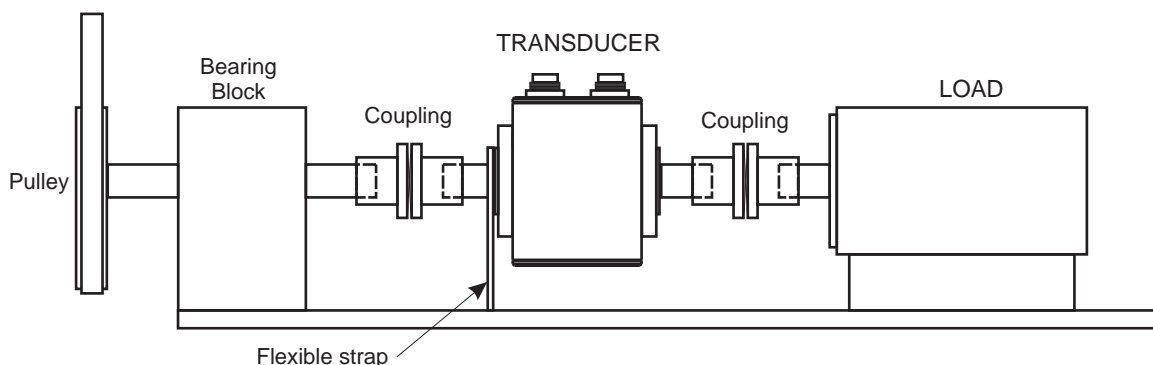 TRANSDUCER
Bearing
Block
LOAD
Coupling
Coupling
Pulley
Flexible strap